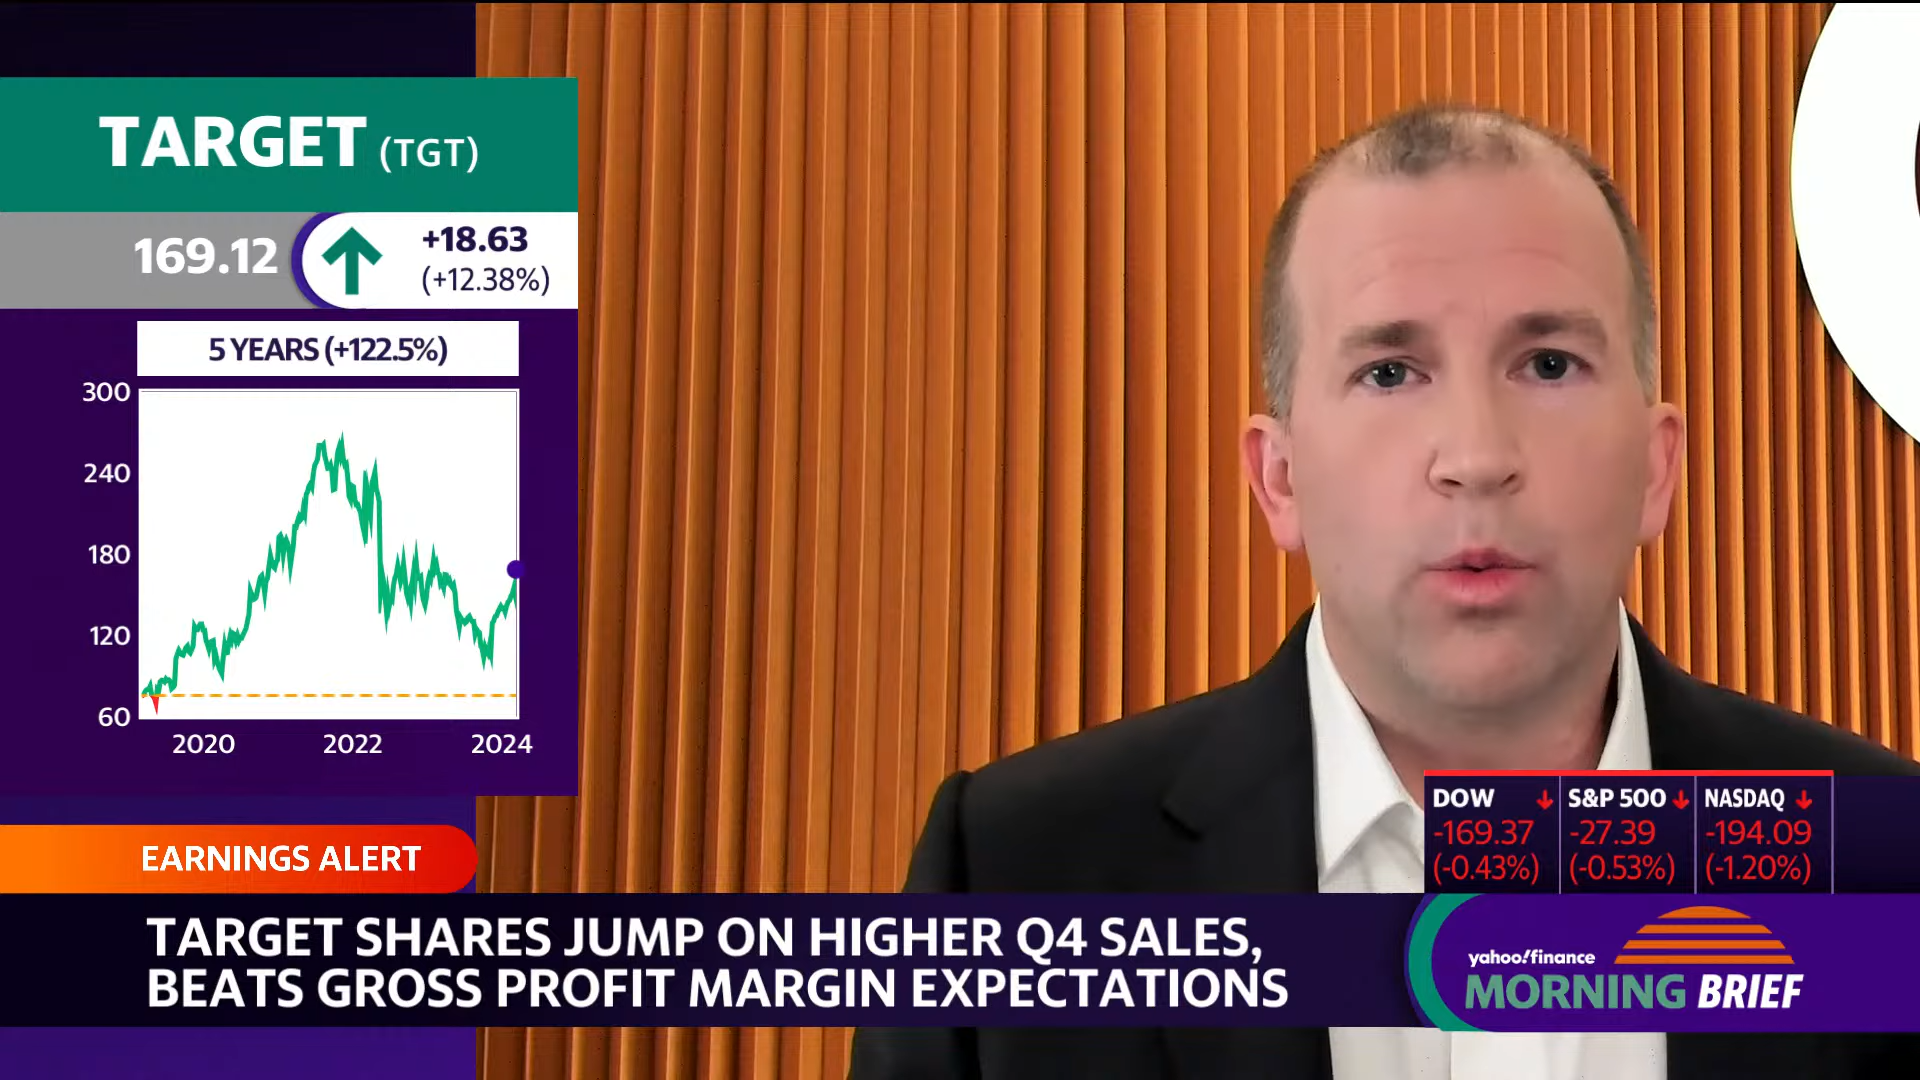 TARGET (TGT)
169.12
+18.63
(+12.38%)
5 YEARS (+122.5%)
300
240
180
120
60
2020 2022 2024
EARNINGS ALERT
TARGET SHARES JUMP ON HIGHER Q4 SALES,
BEATS GROSS PROFIT MARGIN EXPECTATIONS
DOW S&P 500 NASDAQ
-169.37 -27.39 -194.09
(-0.43%) (-0.53%) (-1.20%)
yahoo!finance
MORNING BRIEF